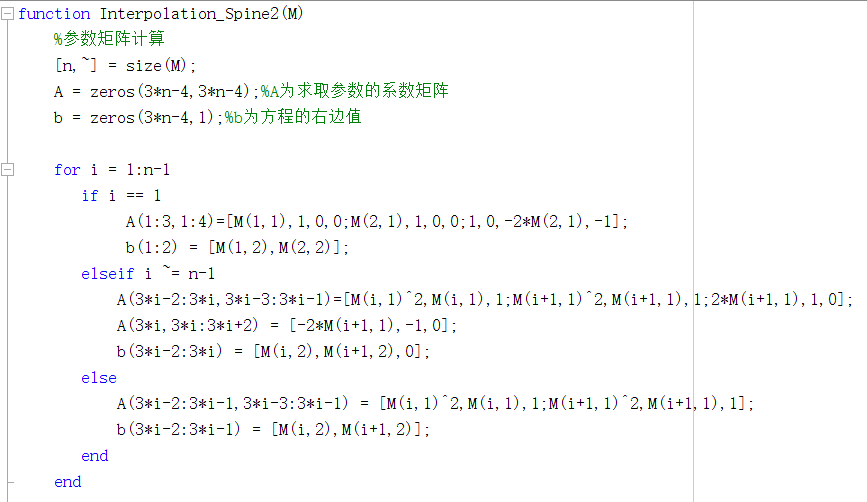 function Interpolation_Spine2(M)
%参数矩阵计算
[n,~] = size(M);
A = zeros(3*n-4,3*n-4);%A为求取参数的系数矩阵
b = zeros(3*n-4,1);%b为方程的右边值
for i = 1:n-1
if i == 1
A(1:3,1:4)=[M(1,1),1,0,0;M(2,1),1,0,0;1,0,-2*M(2,1),-1];
b(1:2) = [M(1,2),M(2,2)];
elseif i ~= n-1
A(3*i-2:3*i,3*i-3:3*i-1)=[M(i,1)^2,M(i,1),1;M(i+1,1)^2,M(i+1,1),1;2*M(i+1,1),1,0];
A(3*i,3*i:3*i+2) = [-2*M(i+1,1),-1,0];
b(3*i-2:3*i) = [M(i,2),M(i+1,2),0];
else
A(3*i-2:3*i-1,3*i-3:3*i-1) = [M(i,1)^2,M(i,1),1;M(i+1,1)^2,M(i+1,1),1];
b(3*i-2:3*i-1) = [M(i,2),M(i+1,2)];
end
end